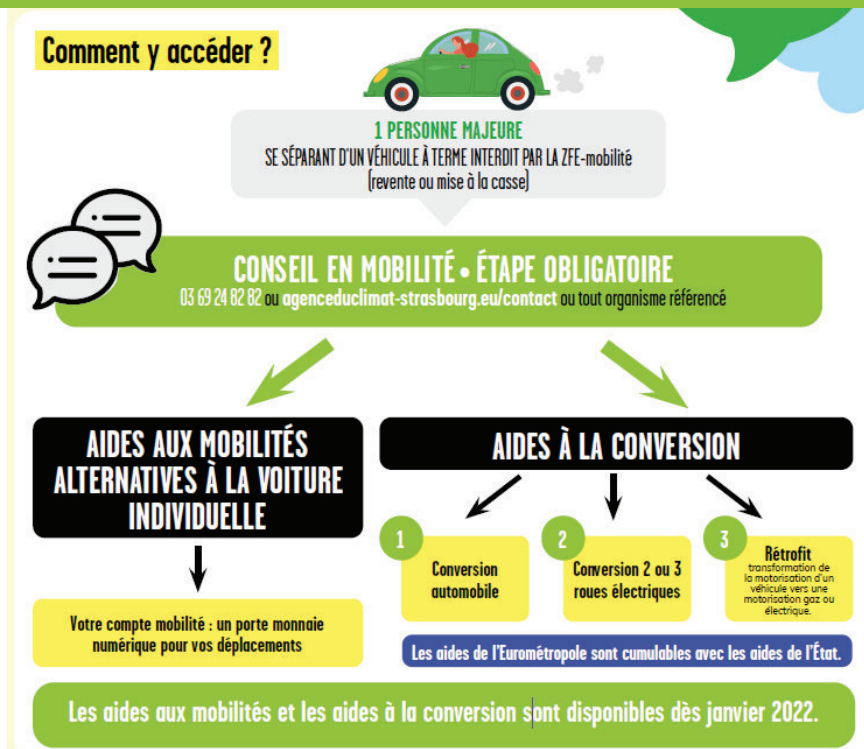 Comment y accéder ?
1 PERSONNE MAJEURE
SE SÉPARANT D'UN VÉHICULE À TERME INTERDIT PAR LA ZFE-mobilité
(revente ou mise à la casse)
CONSEIL EN MOBILITÉ • ÉTAPE OBLIGATOIRE
03 69 24 82 82 ou agenceduclimat-strasbourg.eu/contact ou tout organisme référencé
AIDES AUX MOBILITÉS
ALTERNATIVES À LA VOITURE
INDIVIDUELLE
Votre compte mobilité : un porte monnaie
numérique pour vos déplacements
AIDES À LA CONVERSION
1
Conversion
automobile
2
Conversion 2 ou 3
roues électriques
3
Rétrofit
transformation de
la motorisation d'un
véhicule vers une
motorisation gaz ou
électrique.
Les aides de l'Eurométropole sont cumulables avec les aides de l'État.
Les aides aux mobilités et les aides à la conversion sont disponibles dès janvier 2022.